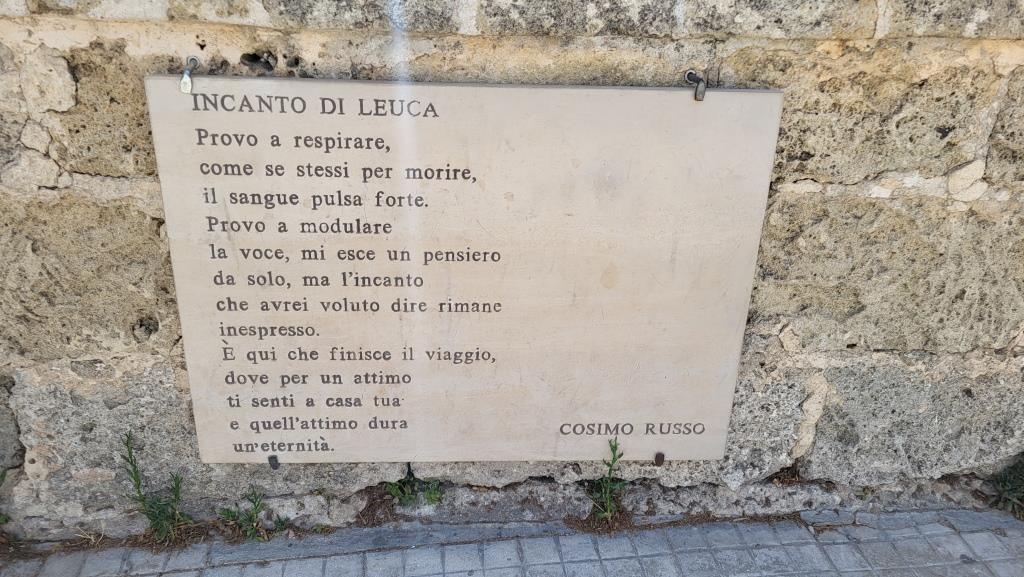 INCANTO DI LEUCA
Provo a respirare,
come se stessi per morire,
il sangue pulsa forte.
Provo a modulare
la voce, mi esce un pensiero
da solo, ma l'incanto
che avrei voluto dire rimane
inespresso.
È qui che finisce il viaggio,
dove per un attimo
ti senti a casa tua
e quell'attimo dura
un'eternità.
COSIMO RUSSO